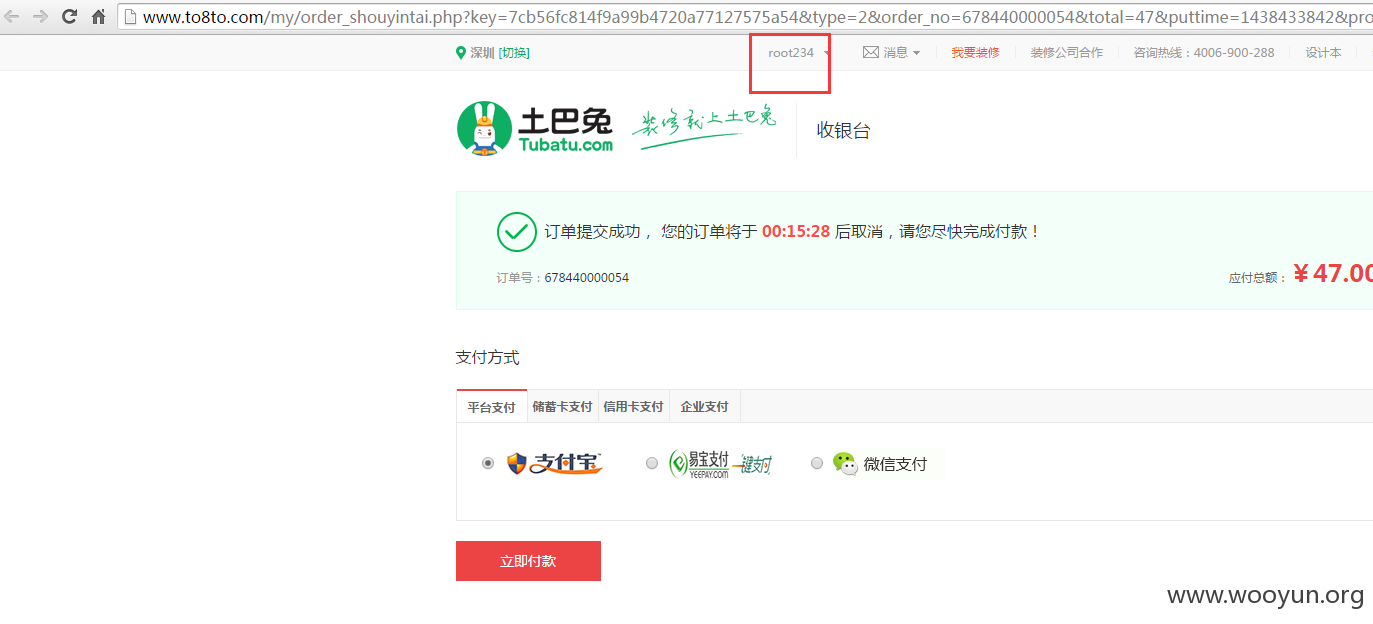 www.to8to.com/my/order_shouyintai.php?key=7cb56fc814f9a99b4720a77127575a54&type=2&order_no=678440000054&total=47&puttime=1438433842&pro
深圳 [切换] root234 消息 我要装修 装修公司合作 咨询热线：4006-900-288 设计本
土巴兔 装修就上土巴兔 收银台
Tubatu.com
订单提交成功， 您的订单将于 00:15:28 后取消，请您尽快完成付款！
订单号：678440000054 应付总额： ¥47.00
支付方式
平台支付 储蓄卡支付 信用卡支付 企业支付
支付宝 易宝支付 一键支付 微信支付
YEEPAY.COM
立即付款
www.wooyun.org